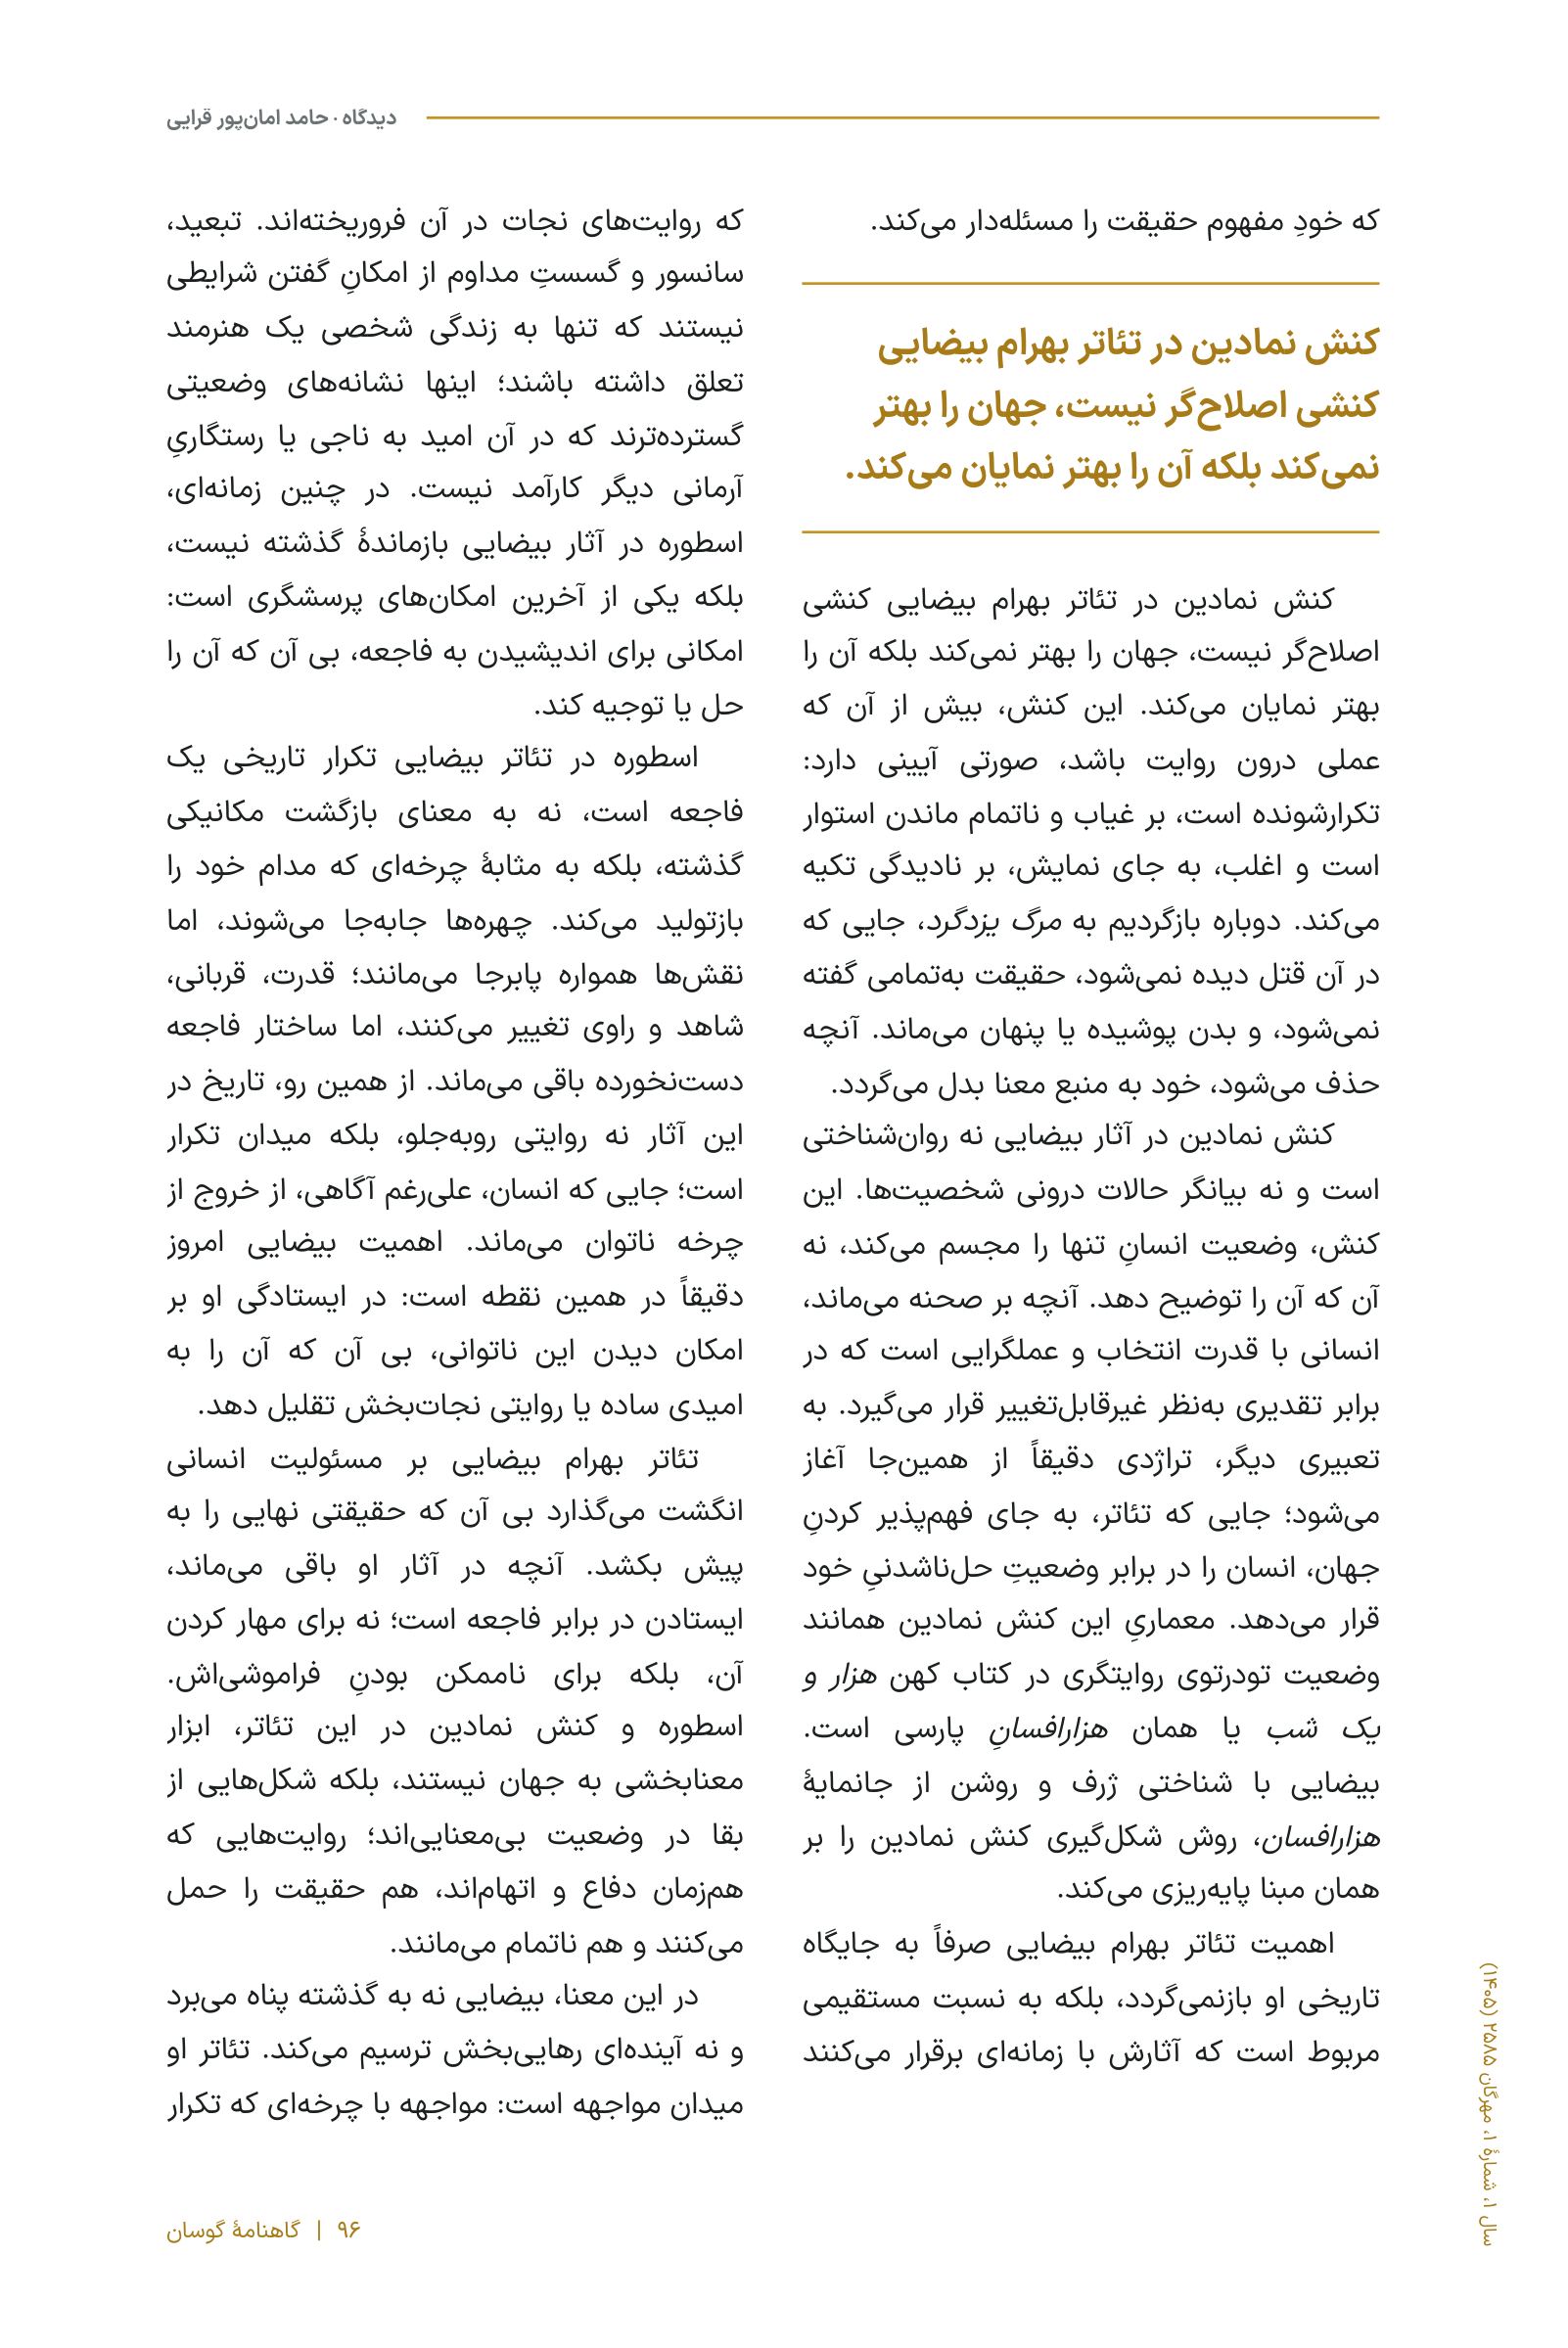 دیدگاه · حامد امان‌پور قرایی
که خودِ مفهوم حقیقت را مسئله‌دار می‌کند.
کنش نمادین در تئاتر بهرام بیضایی
کنشی اصلاح‌گر نیست، جهان را بهتر
نمی‌کند بلکه آن را بهتر نمایان می‌کند.
کنش نمادین در تئاتر بهرام بیضایی کنشی
اصلاح‌گر نیست، جهان را بهتر نمی‌کند بلکه آن را
بهتر نمایان می‌کند. این کنش، بیش از آن که
عملی درون روایت باشد، صورتی آیینی دارد:
تکرارشونده است، بر غیاب و ناتمام ماندن استوار
است و اغلب، به جای نمایش، بر نادیدگی تکیه
می‌کند. دوباره بازگردیم به مرگ یزدگرد، جایی که
در آن قتل دیده نمی‌شود، حقیقت به‌تمامی گفته
نمی‌شود، و بدن پوشیده یا پنهان می‌ماند. آنچه
حذف می‌شود، خود به منبع معنا بدل می‌گردد.
کنش نمادین در آثار بیضایی نه روان‌شناختی
است و نه بیانگر حالات درونی شخصیت‌ها. این
کنش، وضعیت انسانِ تنها را مجسم می‌کند، نه
آن که آن را توضیح دهد. آنچه بر صحنه می‌ماند،
انسانی با قدرت انتخاب و عملگرایی است که در
برابر تقدیری به‌نظر غیرقابل‌تغییر قرار می‌گیرد. به
تعبیری دیگر، تراژدی دقیقاً از همین‌جا آغاز
می‌شود؛ جایی که تئاتر، به جای فهم‌پذیر کردنِ
جهان، انسان را در برابر وضعیتِ حل‌ناشدنیِ خود
قرار می‌دهد. معماریِ این کنش نمادین همانند
وضعیت تودرتوی روایتگری در کتاب کهن هزار و
یک شب یا همان هزارافسانِ پارسی است.
بیضایی با شناختی ژرف و روشن از جانمایهٔ
هزارافسان، روش شکل‌گیری کنش نمادین را بر
همان مبنا پایه‌ریزی می‌کند.
اهمیت تئاتر بهرام بیضایی صرفاً به جایگاه
تاریخی او بازنمی‌گردد، بلکه به نسبت مستقیمی
مربوط است که آثارش با زمانه‌ای برقرار می‌کنند
که روایت‌های نجات در آن فروریخته‌اند. تبعید،
سانسور و گسستِ مداوم از امکانِ گفتن شرایطی
نیستند که تنها به زندگی شخصی یک هنرمند
تعلق داشته باشند؛ اینها نشانه‌های وضعیتی
گسترده‌ترند که در آن امید به ناجی یا رستگاریِ
آرمانی دیگر کارآمد نیست. در چنین زمانه‌ای،
اسطوره در آثار بیضایی بازماندهٔ گذشته نیست،
بلکه یکی از آخرین امکان‌های پرسشگری است:
امکانی برای اندیشیدن به فاجعه، بی آن که آن را
حل یا توجیه کند.
اسطوره در تئاتر بیضایی تکرار تاریخی یک
فاجعه است، نه به معنای بازگشت مکانیکی
گذشته، بلکه به مثابهٔ چرخه‌ای که مدام خود را
بازتولید می‌کند. چهره‌ها جابه‌جا می‌شوند، اما
نقش‌ها همواره پابرجا می‌مانند؛ قدرت، قربانی،
شاهد و راوی تغییر می‌کنند، اما ساختار فاجعه
دست‌نخورده باقی می‌ماند. از همین رو، تاریخ در
این آثار نه روایتی روبه‌جلو، بلکه میدان تکرار
است؛ جایی که انسان، علی‌رغم آگاهی، از خروج از
چرخه ناتوان می‌ماند. اهمیت بیضایی امروز
دقیقاً در همین نقطه است: در ایستادگی او بر
امکان دیدن این ناتوانی، بی آن که آن را به
امیدی ساده یا روایتی نجات‌بخش تقلیل دهد.
تئاتر بهرام بیضایی بر مسئولیت انسانی
انگشت می‌گذارد بی آن که حقیقتی نهایی را به
پیش بکشد. آنچه در آثار او باقی می‌ماند،
ایستادن در برابر فاجعه است؛ نه برای مهار کردن
آن، بلکه برای ناممکن بودنِ فراموشی‌اش.
اسطوره و کنش نمادین در این تئاتر، ابزار
معنابخشی به جهان نیستند، بلکه شکل‌هایی از
بقا در وضعیت بی‌معنایی‌اند؛ روایت‌هایی که
هم‌زمان دفاع و اتهام‌اند، هم حقیقت را حمل
می‌کنند و هم ناتمام می‌مانند.
در این معنا، بیضایی نه به گذشته پناه می‌برد
و نه آینده‌ای رهایی‌بخش ترسیم می‌کند. تئاتر او
میدان مواجهه است: مواجهه با چرخه‌ای که تکرار
سال ۱، شمارهٔ ۱، مهرگان ۲۵۸۵ (۱۴۰۵)
۹۶ | گاهنامهٔ گوسان